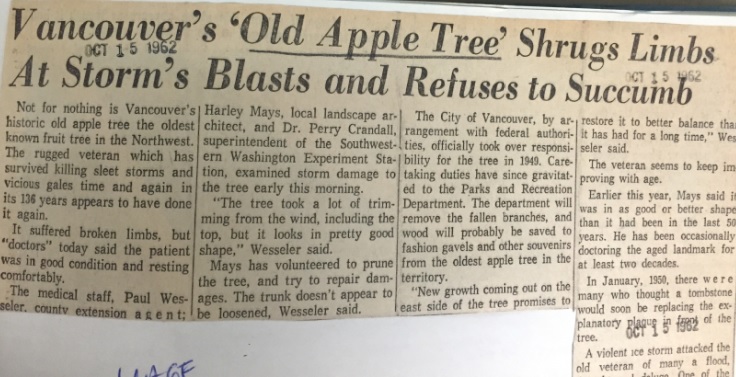 Vancouver's 'Old Apple Tree' Shrugs Limbs
OCT 15 1962
OCT 15 1962
At Storm's Blasts and Refuses to Succumb
Not for nothing is Vancouver's
historic old apple tree the oldest
known fruit tree in the Northwest.
The rugged veteran which has
survived killing sleet storms and
vicious gales time and again in
its 136 years appears to have done
it again.
It suffered broken limbs, but
"doctors" today said the patient
was in good condition and resting
comfortably.
The medical staff, Paul Wes-
seler, county extension agent;
Harley Mays, local landscape ar-
chitect, and Dr. Perry Crandall,
superintendent of the Southwest-
ern Washington Experiment Sta-
tion, examined storm damage to
the tree early this morning.
"The tree took a lot of trim-
ming from the wind, including the
top, but it looks in pretty good
shape," Wesseler said.
Mays has volunteered to prune
the tree, and try to repair dam-
ages. The trunk doesn't appear to
be loosened, Wesseler said.
The City of Vancouver, by ar-
rangement with federal authori-
ties, officially took over responsi-
bility for the tree in 1949. Care-
taking duties have since gravitat-
ed to the Parks and Recreation
Department. The department will
remove the fallen branches, and
wood will probably be saved to
fashion gavels and other souvenirs
from the oldest apple tree in the
territory.
"New growth coming out on the
east side of the tree promises to
restore it to better balance than
it has had for a long time," Wes-
seler said.
The veteran seems to keep im-
proving with age.
Earlier this year, Mays said it
was in as good or better shape
than it had been in the last 50
years. He has been occasionally
doctoring the aged landmark for
at least two decades.
In January, 1950, there were
many who thought a tombstone
would soon be replacing the ex-
planatory plaque in front of the
tree.
OCT 15 1962
A violent ice storm attacked the
old veteran of many a flood,
One of the